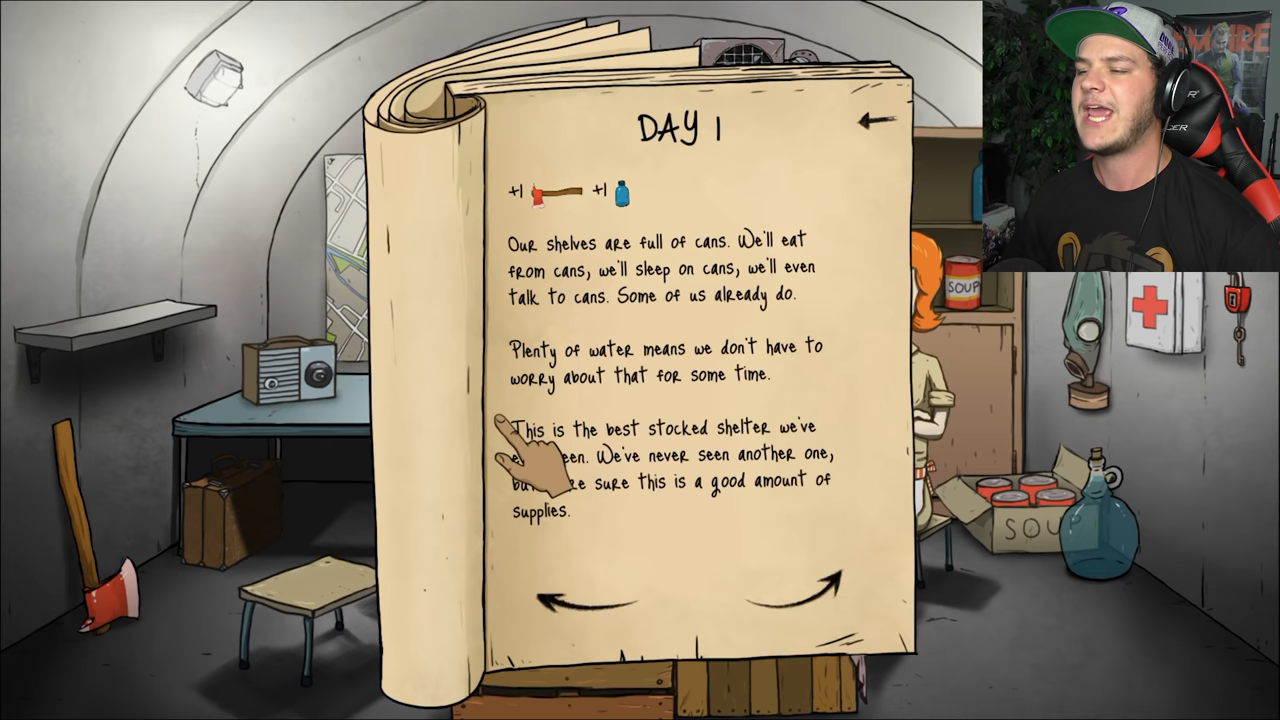 DAY 1
+1 +1
Our shelves are full of cans. We'll eat
from cans, we'll sleep on cans, we'll even
talk to cans. Some of us already do.
Plenty of water means we don't have to
worry about that for some time.
This is the best stocked shelter we've
een. We've never seen another one,
re sure this is a good amount of
supplies.
SOUP
SOU